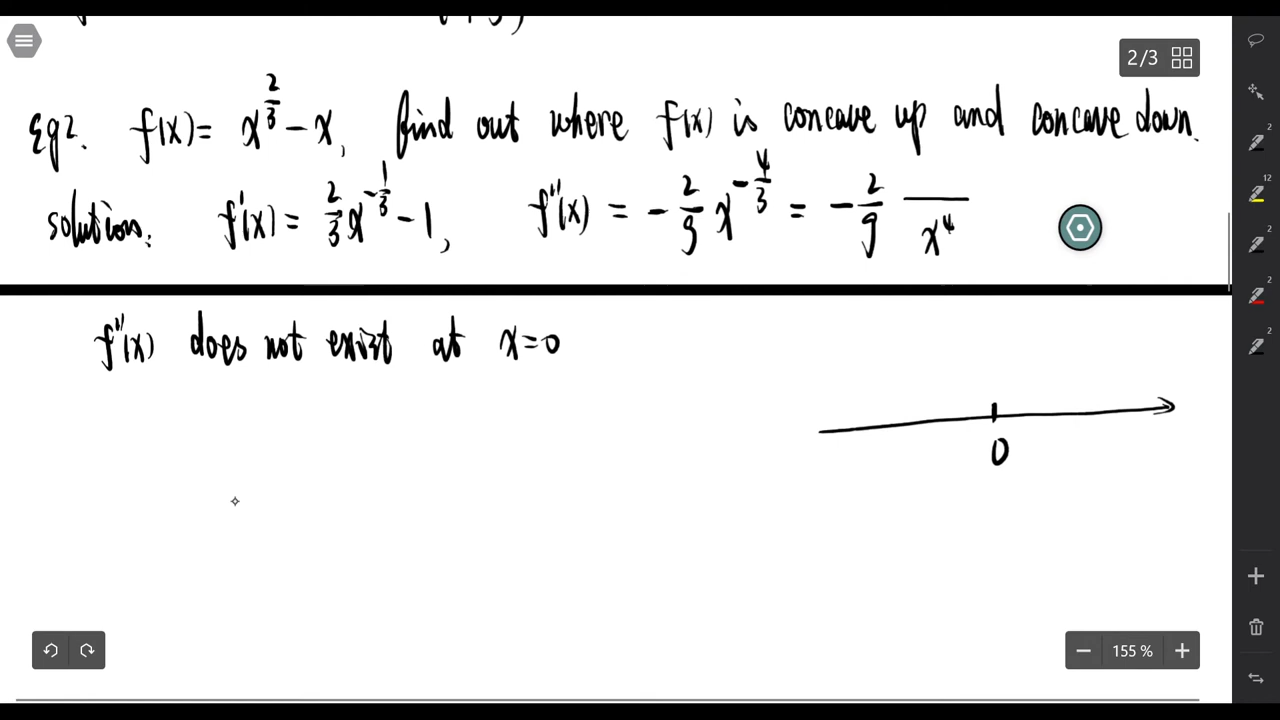 2/3
Eg2. f(x) = x^{2/3} - x, find out where f(x) is concave up and concave down.
solution: f'(x) = 2/3 x^{-1/3} - 1, f''(x) = - 2/9 x^{-4/3} = - 2/9 — x^4
f''(x) does not exist at x=0
0
155 %